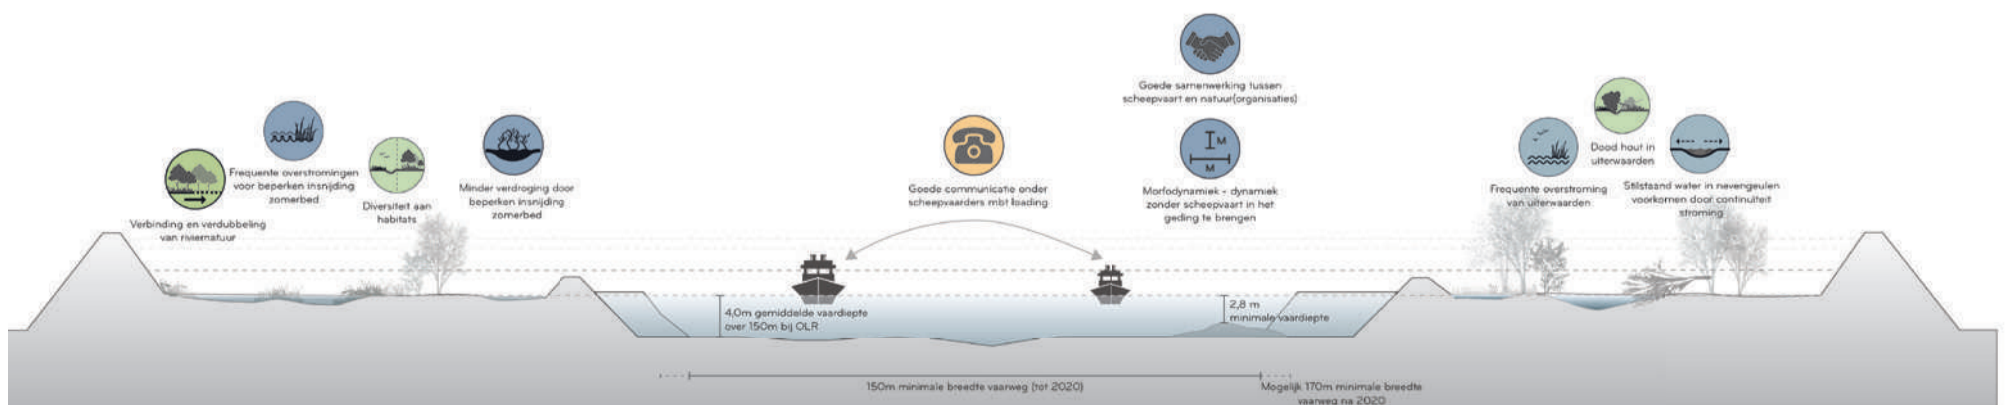 Goede samenwerking tussen
scheepvaart en natuur(organisaties)
Frequente overstromingen
voor beperken insnijding
zomerbed
Verbinding en verdubbeling
van riviernatuur
Diversiteit aan
habitats
Minder verdroging door
beperken insnijding
zomerbed
Goede communicatie onder
scheepvaarders mbt loading
M
M
Morfodynamiek - dynamiek
zonder scheepvaart in het
geding te brengen
Dood hout in
uiterwaarden
Frequente overstroming
van uiterwaarden
Stilstaand water in nevengeulen
voorkomen door continuïteit
stroming
4,0m gemiddelde vaardiepte
over 150m bij OLR
2,8 m
minimale vaardiepte
150m minimale breedte vaarweg (tot 2020)
Mogelijk 170m minimale breedte
vaarweg na 2020